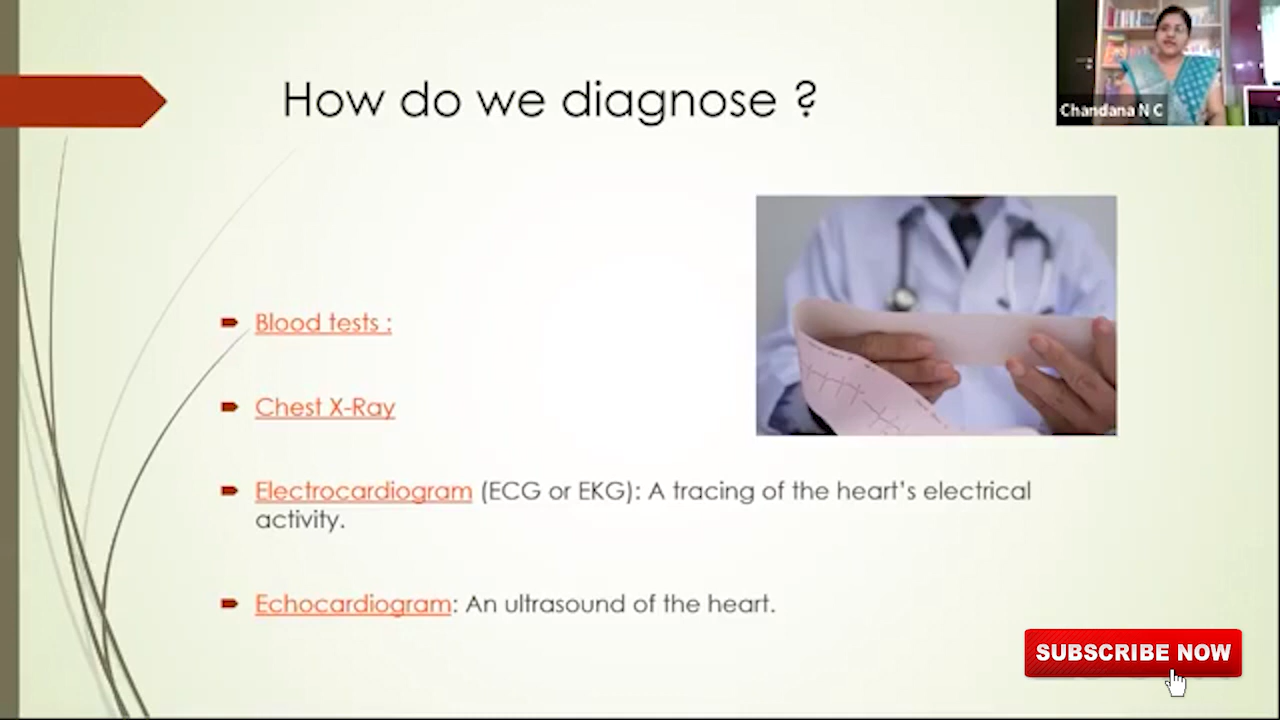 How do we diagnose ?
Chandana N C
Blood tests :
Chest X-Ray
Electrocardiogram (ECG or EKG): A tracing of the heart’s electrical
activity.
Echocardiogram: An ultrasound of the heart.
SUBSCRIBE NOW